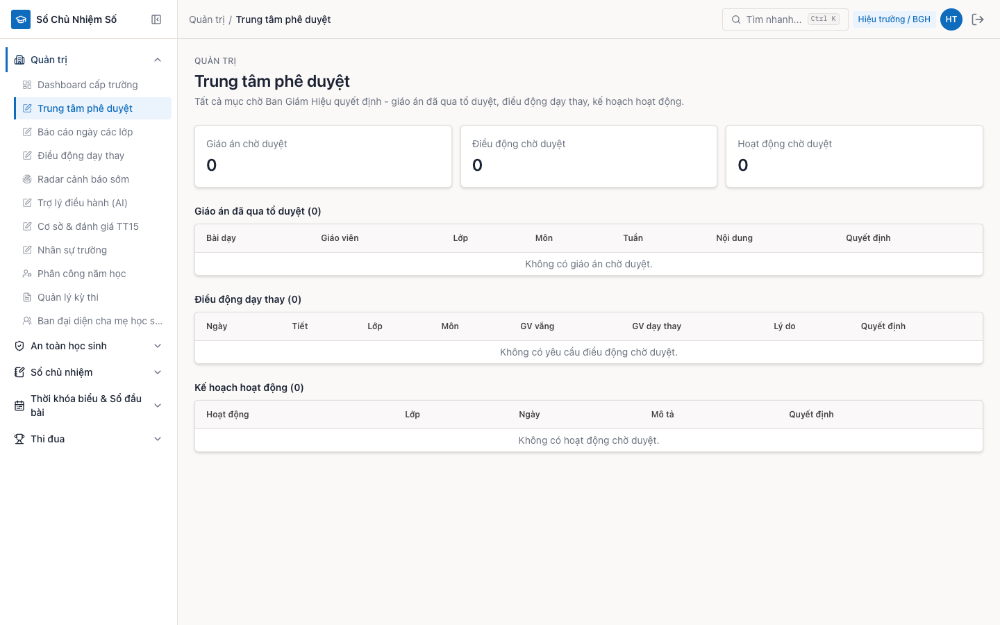 Sổ Chủ Nhiệm Số
Quản trị / Trung tâm phê duyệt
Tìm nhanh... Ctrl K
Hiệu trưởng / BGH
HT
Quản trị
Dashboard cấp trường
Trung tâm phê duyệt
Báo cáo ngày các lớp
Điều động dạy thay
Radar cảnh báo sớm
Trợ lý điều hành (AI)
Cơ sở & đánh giá TT15
Nhân sự trường
Phân công năm học
Quản lý kỳ thi
Ban đại diện cha mẹ học s...
An toàn học sinh
Sổ chủ nhiệm
Thời khóa biểu & Sổ đầu
bài
Thi đua
QUẢN TRỊ
Trung tâm phê duyệt
Tất cả mục chờ Ban Giám Hiệu quyết định - giáo án đã qua tổ duyệt, điều động dạy thay, kế hoạch hoạt động.
Giáo án chờ duyệt
0
Điều động chờ duyệt
0
Hoạt động chờ duyệt
0
Giáo án đã qua tổ duyệt (0)
Bài dạy Giáo viên Lớp Môn Tuần Nội dung Quyết định
Không có giáo án chờ duyệt.
Điều động dạy thay (0)
Ngày Tiết Lớp Môn GV vắng GV dạy thay Lý do Quyết định
Không có yêu cầu điều động chờ duyệt.
Kế hoạch hoạt động (0)
Hoạt động Lớp Ngày Mô tả Quyết định
Không có hoạt động chờ duyệt.